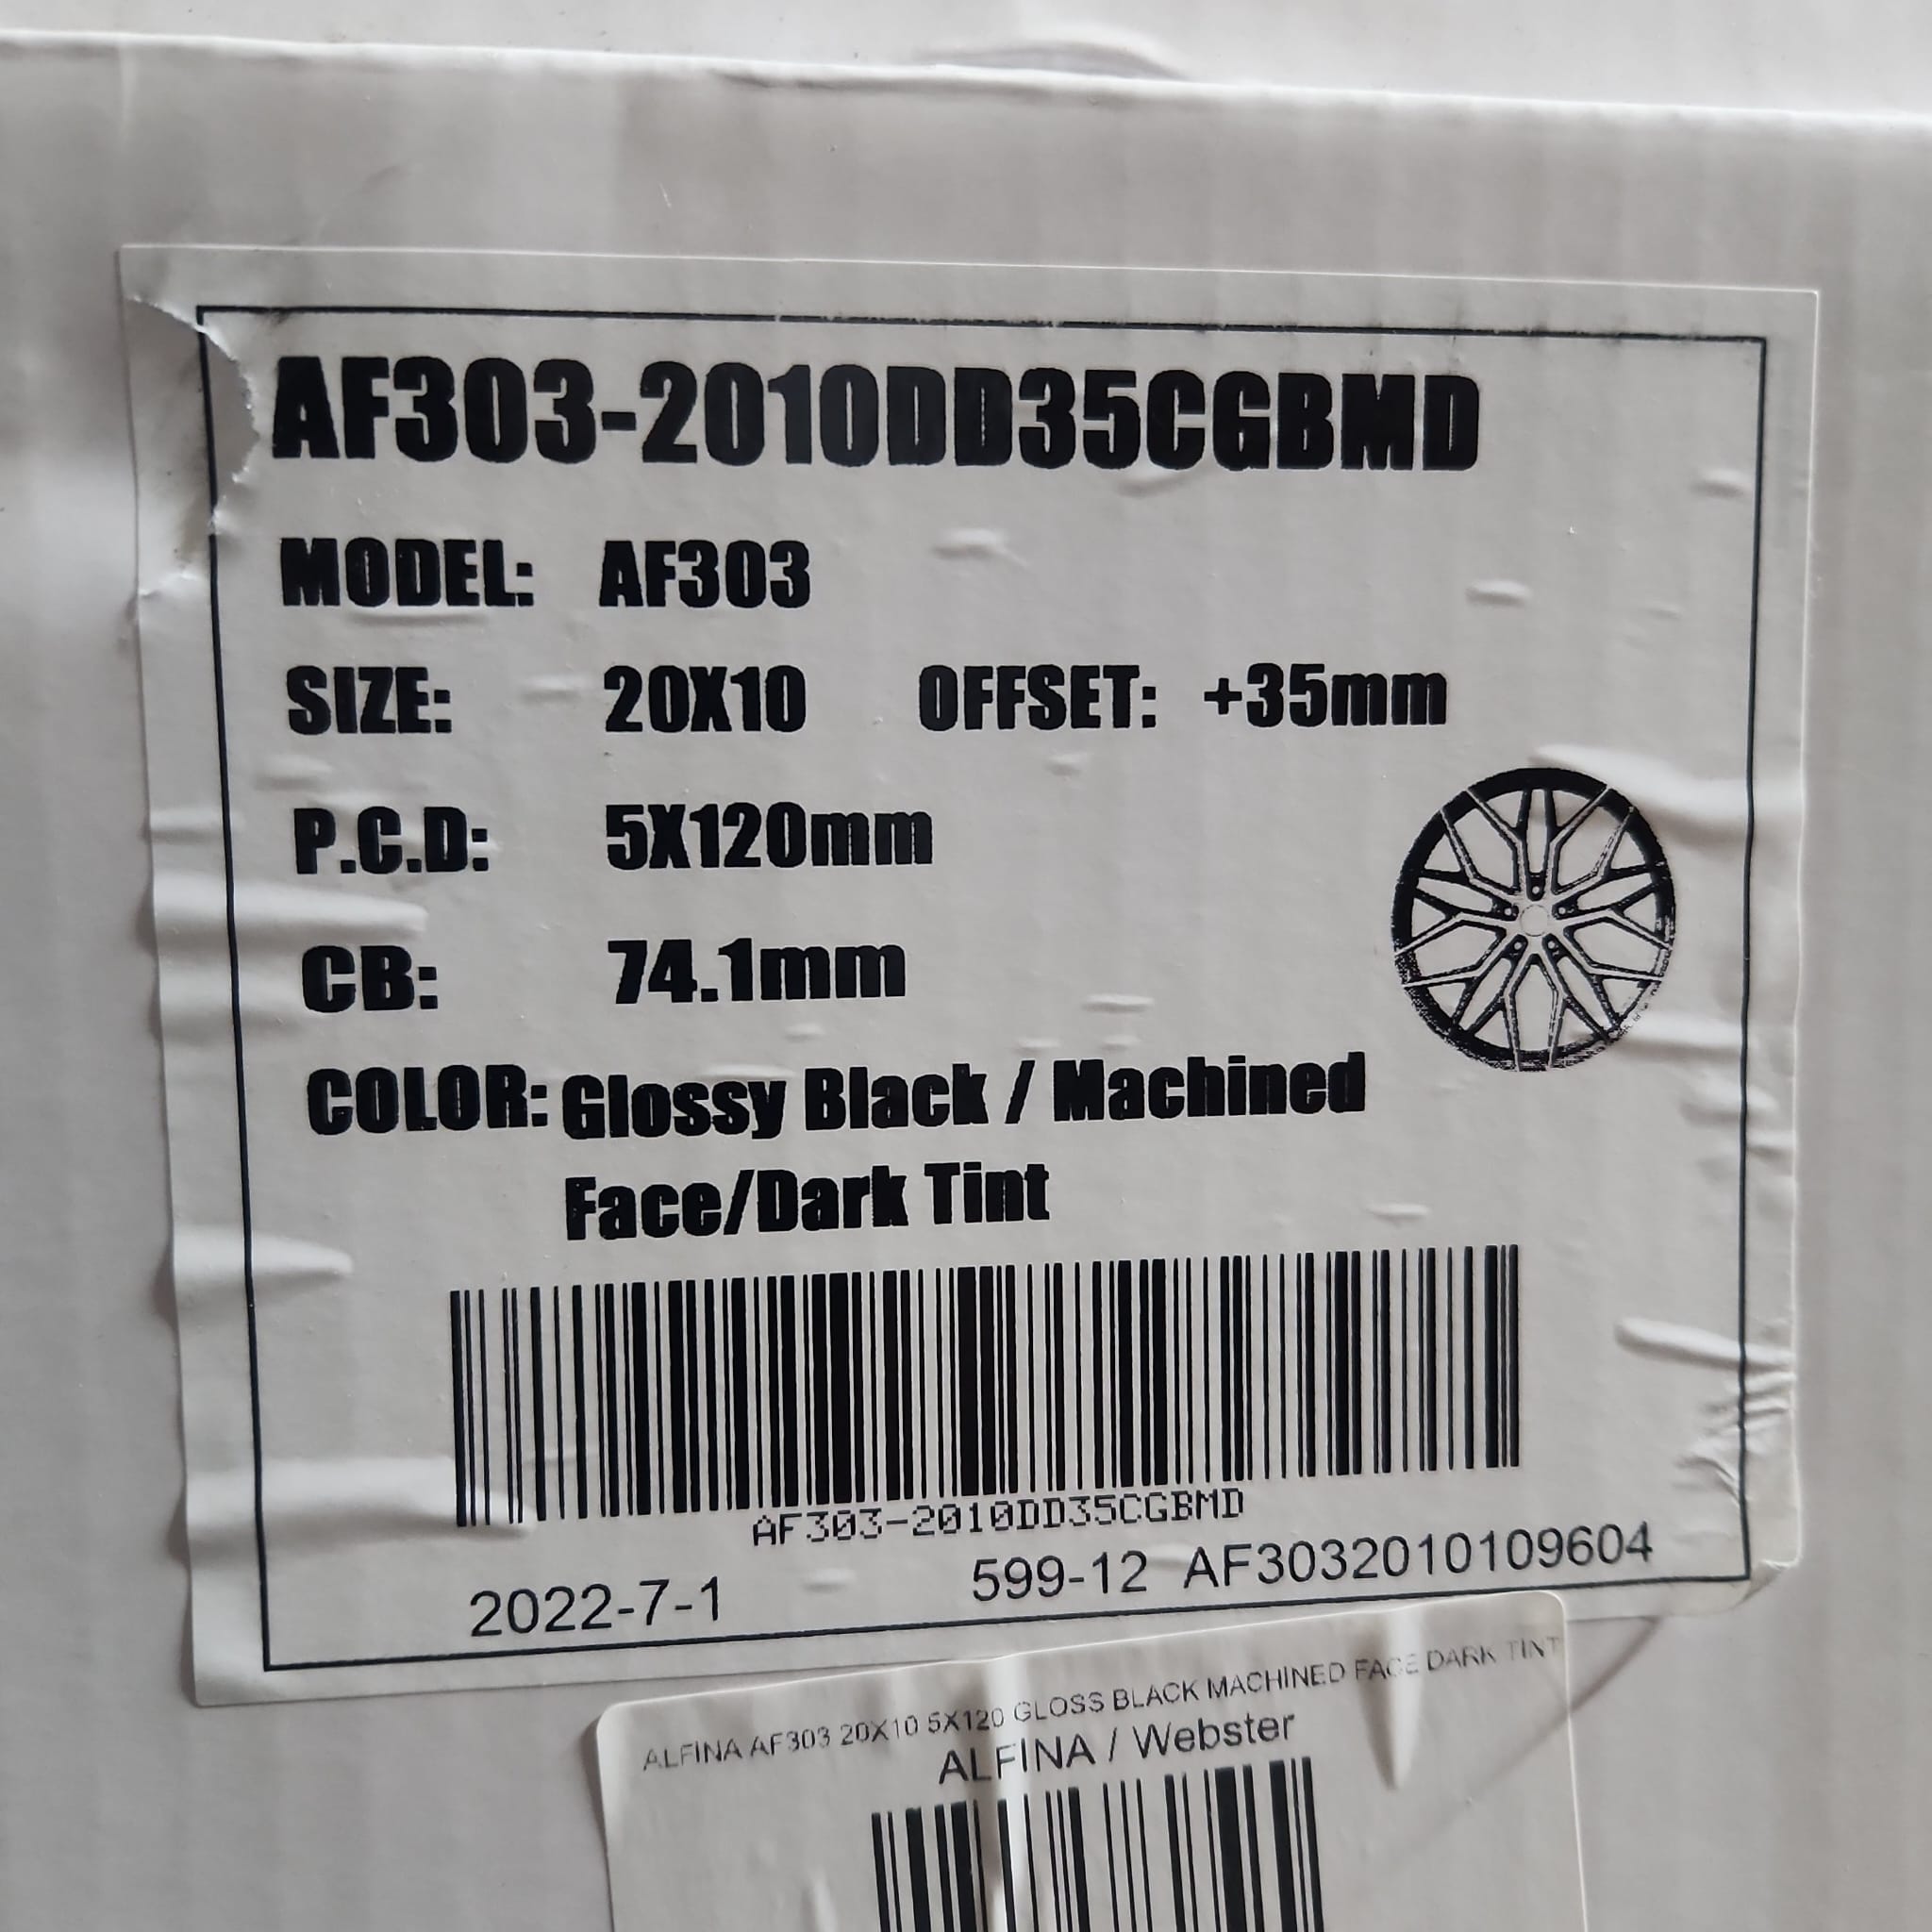 AF303-2010DD35CGBMD
MODEL: AF303
SIZE: 20X10 OFFSET: +35mm
P.C.D: 5X120mm
CB: 74.1mm
COLOR: Glossy Black / Machined
Face/Dark Tint
AF303-2010DD35CGBMD
2022-7-1 599-12 AF3032010109604
ALFINA AF303 20X10 5X120 GLOSS BLACK MACHINED FACE DARK TINT
ALFINA / Webster